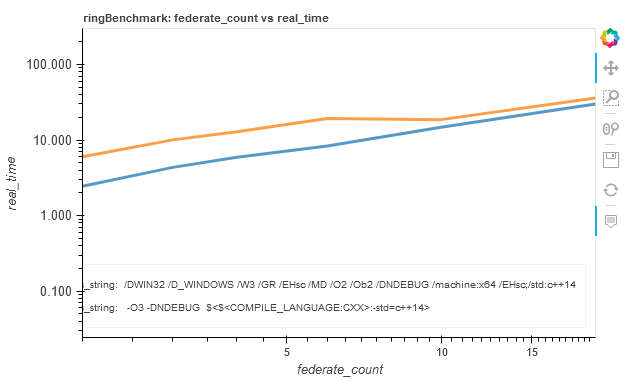 ringBenchmark: federate_count vs real_time
100.000
10.000
1.000
0.100
real_time
_string: /DWIN32 /D_WINDOWS /W3 /GR /EHsc /MD /O2 /Ob2 /DNDEBUG /machine:x64 /EHsc;/std:c++14
_string: -O3 -DNDEBUG $<$<COMPILE_LANGUAGE:CXX>:-std=c++14>
5
10
15
federate_count